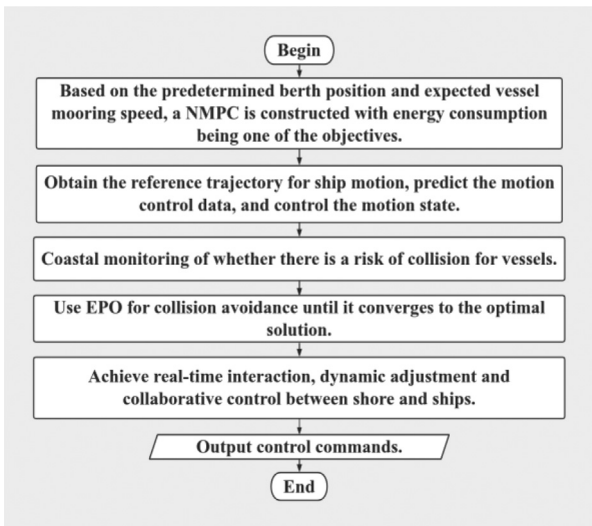 Begin
Based on the predetermined berth position and expected vessel
mooring speed, a NMPC is constructed with energy consumption
being one of the objectives.
Obtain the reference trajectory for ship motion, predict the motion
control data, and control the motion state.
Coastal monitoring of whether there is a risk of collision for vessels.
Use EPO for collision avoidance until it converges to the optimal
solution.
Achieve real-time interaction, dynamic adjustment and
collaborative control between shore and ships.
Output control commands.
End